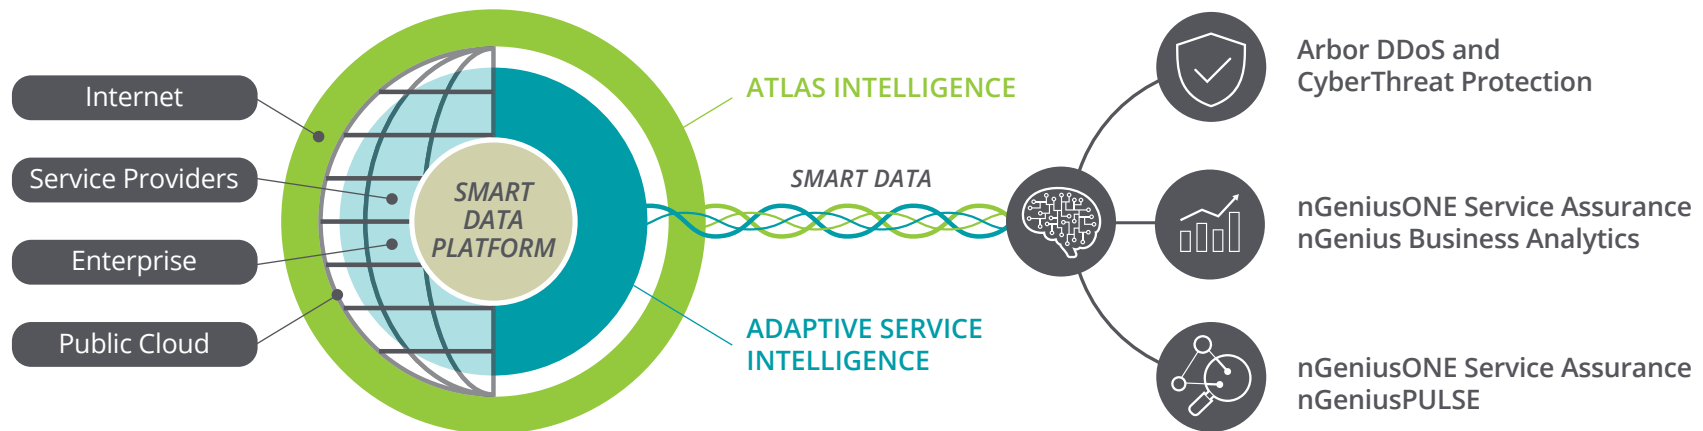 Internet
Service Providers
Enterprise
Public Cloud
SMART
DATA
PLATFORM
ATLAS INTELLIGENCE
SMART DATA
ADAPTIVE SERVICE
INTELLIGENCE
Arbor DDoS and
CyberThreat Protection
nGeniusONE Service Assurance
nGenius Business Analytics
nGeniusONE Service Assurance
nGeniusPULSE